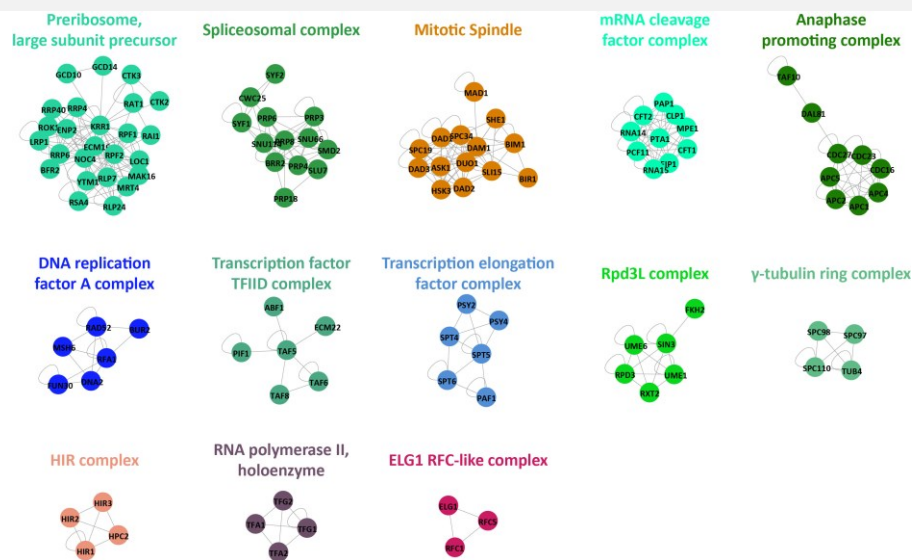 Preribosome,
large subunit precursor
GCD10
GCD14
CTK3
CTK2
RAT1
RRP40
RRP4
ROK1
ENP2
KRR1
RPF1
RAI1
LRP1
RRP6
NOC4
RPF2
LOC1
BFR2
YTM1
RLP7
MAK16
MRT4
RSA4
RLP24
Spliceosomal complex
SYF2
CWC25
SYF1
PRP6
PRP3
SNU66
SMD2
BRR2
PRP4
SLU7
PRP18
Mitotic Spindle
MAD1
SHE1
SPC34
DAM1
BIM1
SPC19
DAD3
ASK1
DUO1
SLI15
BIR1
HSK3
DAD2
mRNA cleavage
factor complex
PAP1
CFT2
CLP1
RNA14
PTA1
MPE1
PCF11
CFT1
RNA15
Anaphase
promoting complex
TAF10
CDC27
CDC23
APC5
CDC16
APC2
APC4
APC1
DNA replication
factor A complex
RAD52
BUR2
MSH6
RFA1
FUN30
DNA2
Transcription factor
TFIID complex
ABF1
ECM22
PIF1
TAF5
TAF8
TAF6
Transcription elongation
factor complex
PSY2
PSY4
SPT4
SPT5
SPT6
PAF1
Rpd3L complex
FKH2
UME6
SIN3
RPD3
UME1
RXT2
γ-tubulin ring complex
SPC98
SPC97
SPC110
TUB4
HIR complex
HIR3
HIR2
HPC2
HIR1
RNA polymerase II,
holoenzyme
TFG2
TFA1
TFG1
TFA2
ELG1 RFC-like complex
ELG1
RFC5
RFC1